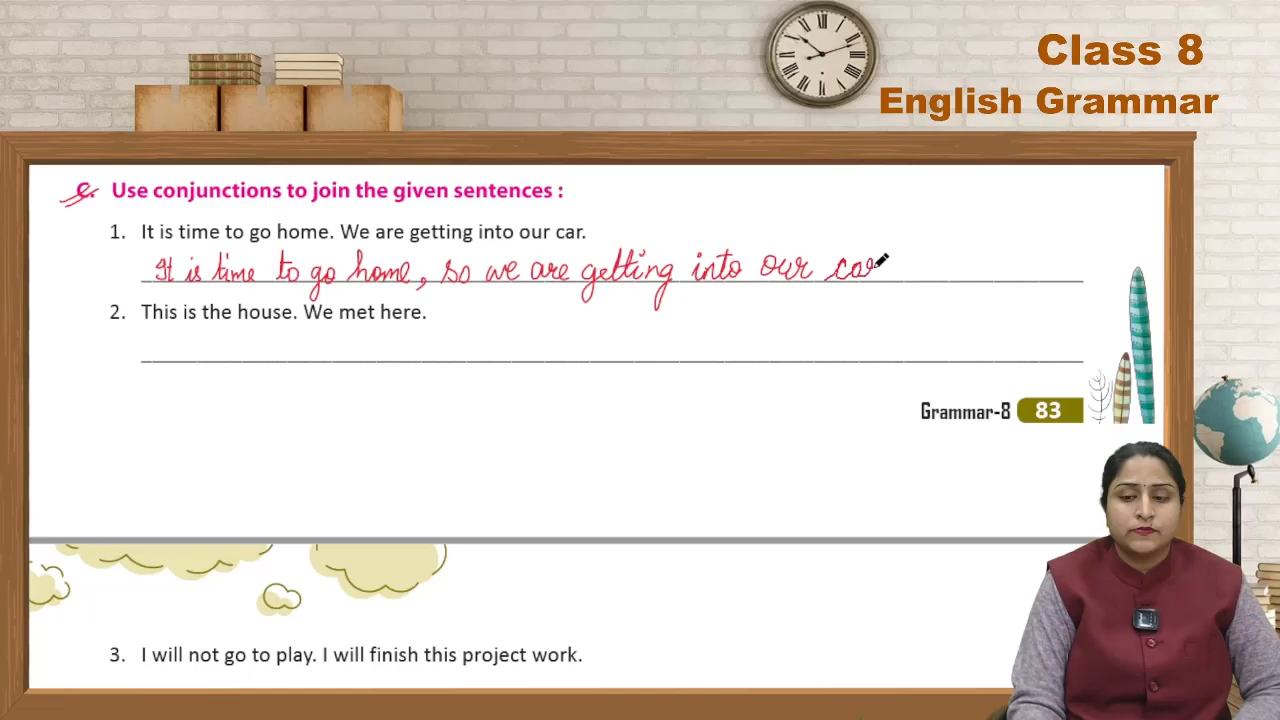 Class 8
English Grammar
C. Use conjunctions to join the given sentences :
1. It is time to go home. We are getting into our car.
It is time to go home, so we are getting into our car
2. This is the house. We met here.
Grammar-8 83
3. I will not go to play. I will finish this project work.